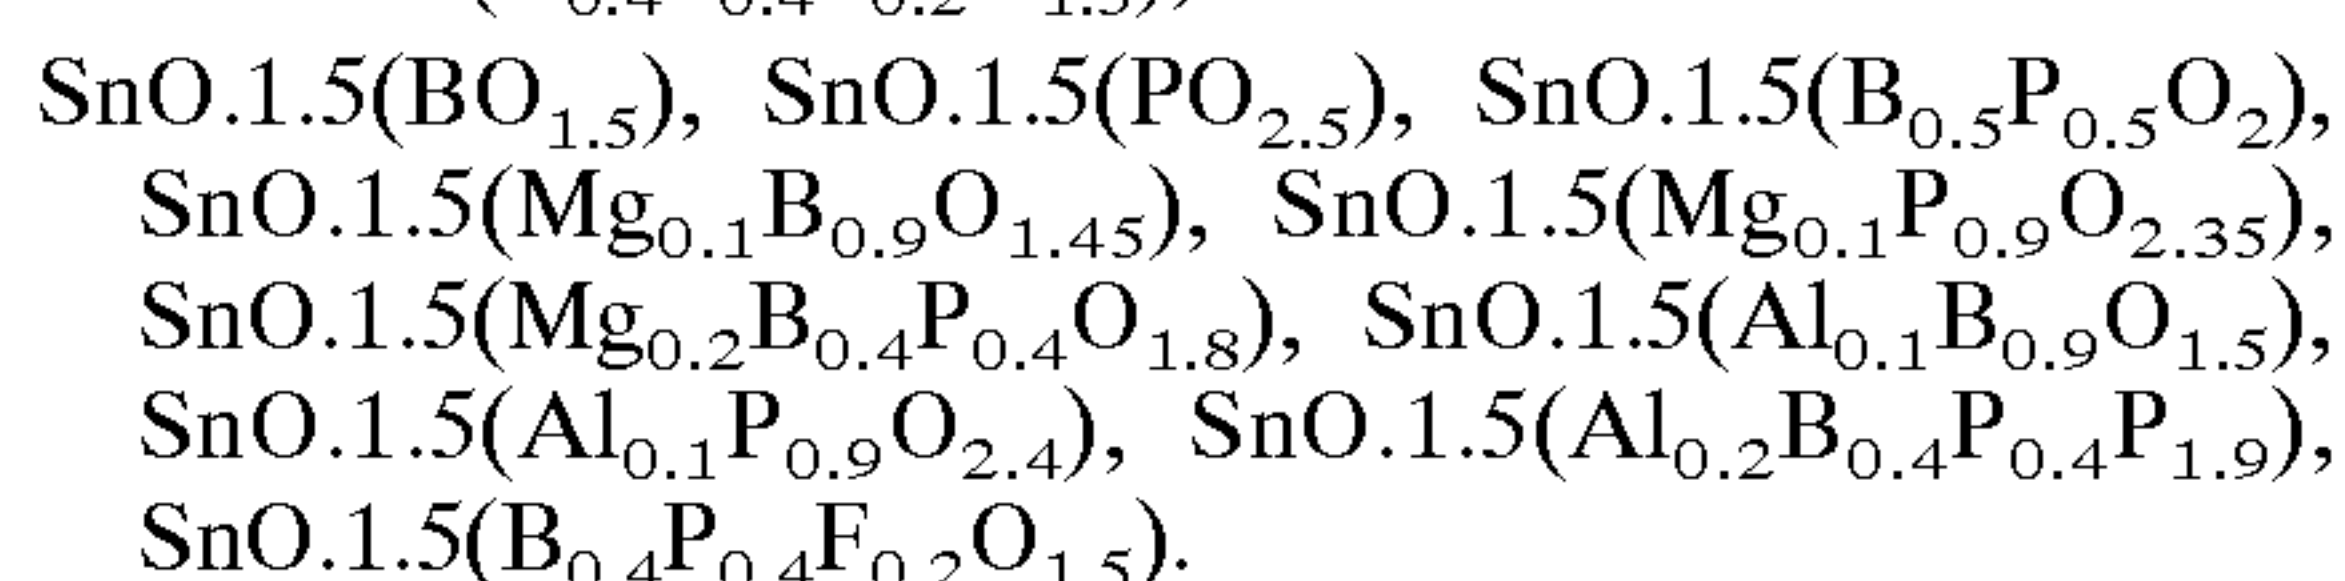 SnO.1.5(BO₁.₅), SnO.1.5(PO₂.₅), SnO.1.5(B₀.₅P₀.₅O₂),
SnO.1.5(Mg₀.₁B₀.₉O₁.₄₅), SnO.1.5(Mg₀.₁P₀.₉O₂.₃₅),
SnO.1.5(Mg₀.₂B₀.₄P₀.₄O₁.₈), SnO.1.5(Al₀.₁B₀.₉O₁.₅),
SnO.1.5(Al₀.₁P₀.₉O₂.₄), SnO.1.5(Al₀.₂B₀.₄P₀.₄P₁.₉),
SnO.1.5(B₀.₄P₀.₄F₀.₂O₁.₅).